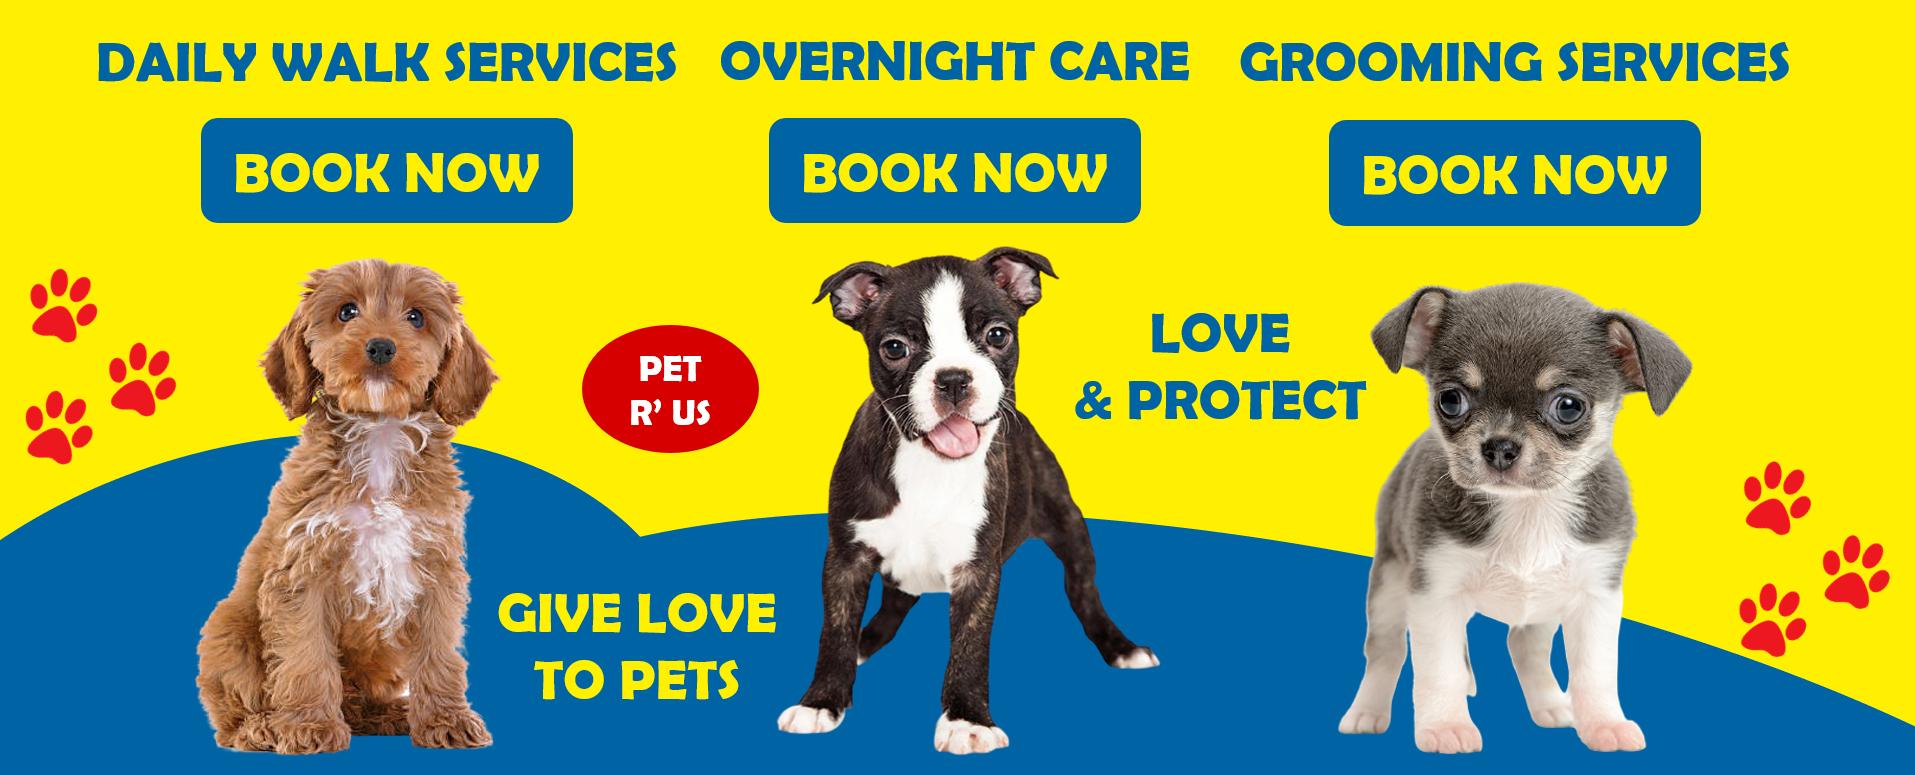 DAILY WALK SERVICES
OVERNIGHT CARE
GROOMING SERVICES
BOOK NOW
BOOK NOW
BOOK NOW
PET
R’ US
LOVE
& PROTECT
GIVE LOVE
TO PETS